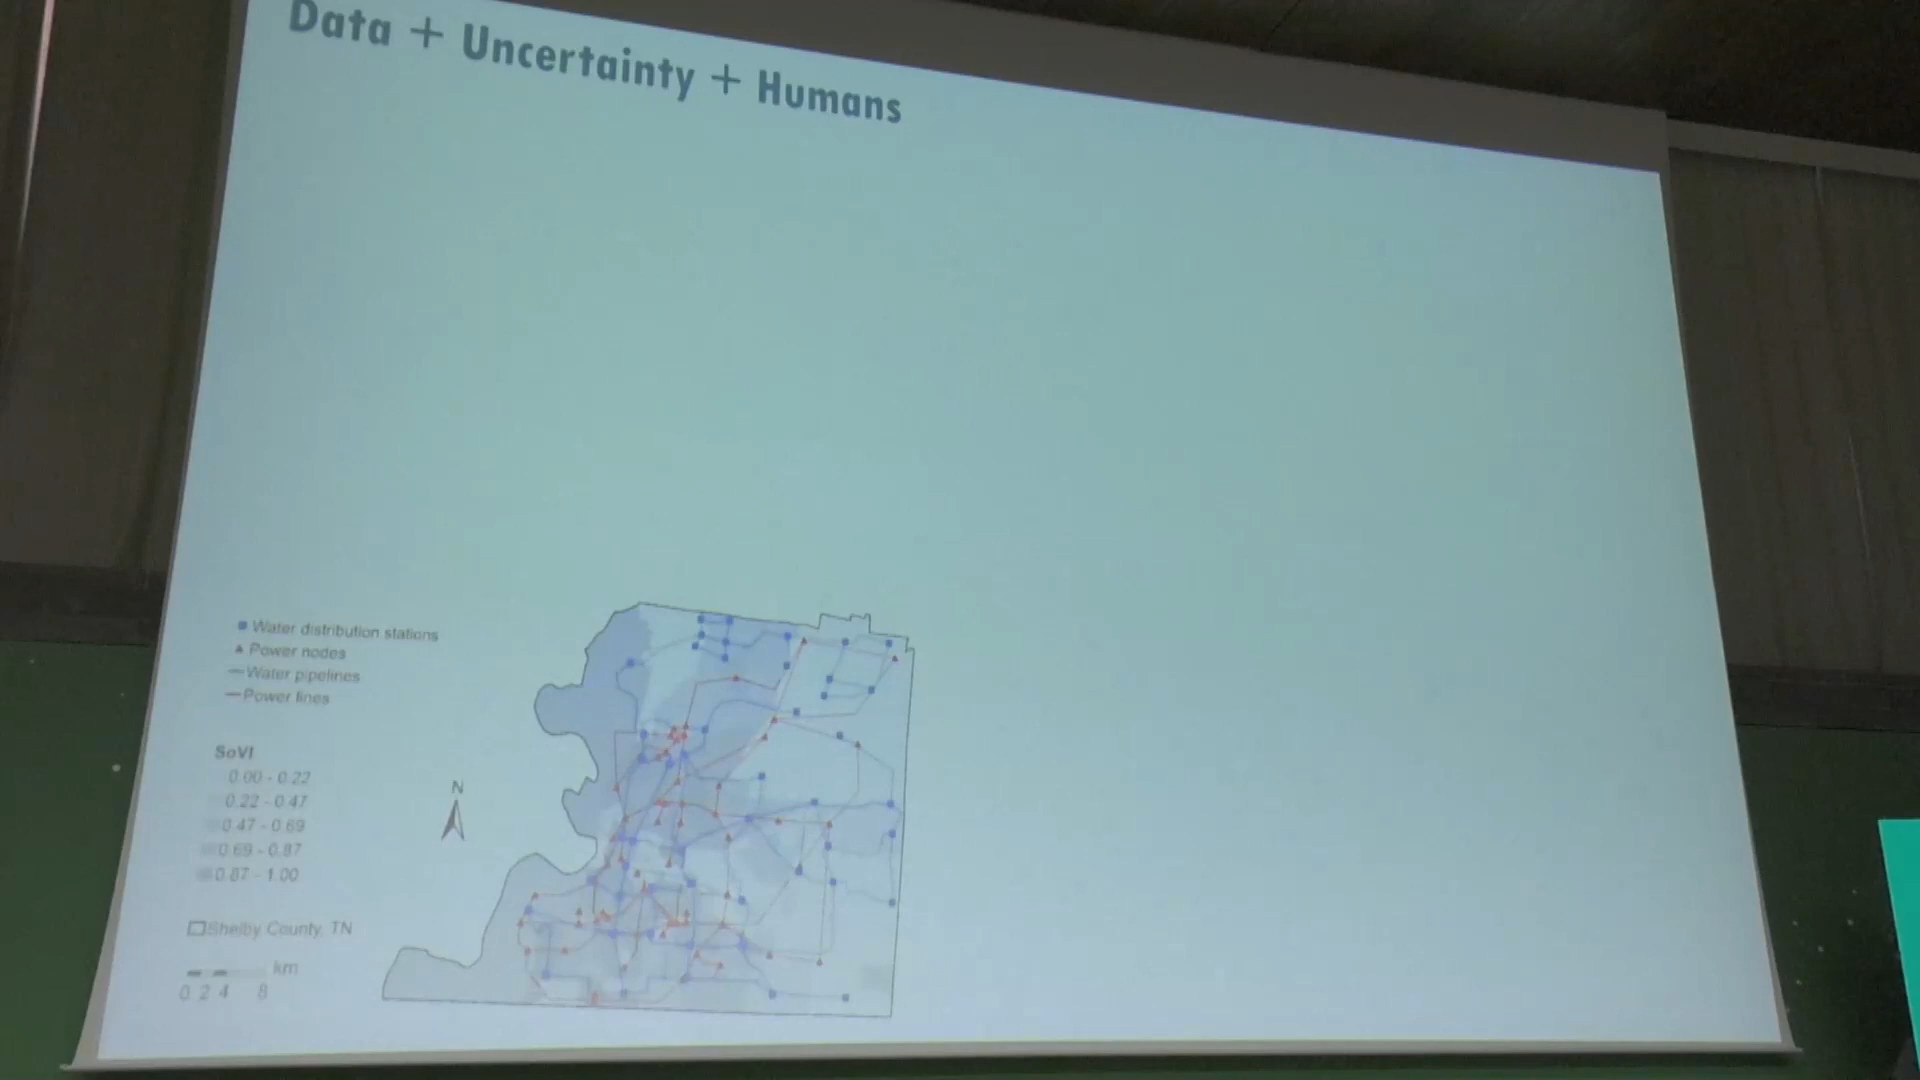 Data + Uncertainty + Humans
Water distribution stations
Power nodes
Water pipelines
Power lines
SoVI
0.00 - 0.22
0.22 - 0.47
0.47 - 0.69
0.69 - 0.87
0.87 - 1.00
N
Shelby County, TN
km
0 2 4 8